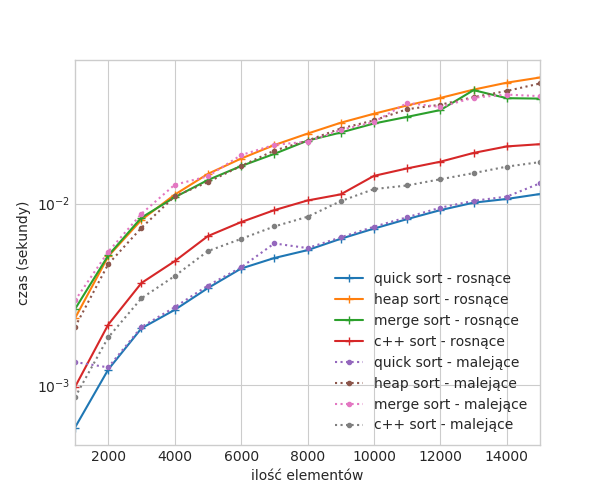 czas (sekundy)
10⁻²
10⁻³
quick sort - rosnące
heap sort - rosnące
merge sort - rosnące
c++ sort - rosnące
quick sort - malejące
heap sort - malejące
merge sort - malejące
c++ sort - malejące
2000 4000 6000 8000 10000 12000 14000
ilość elementów